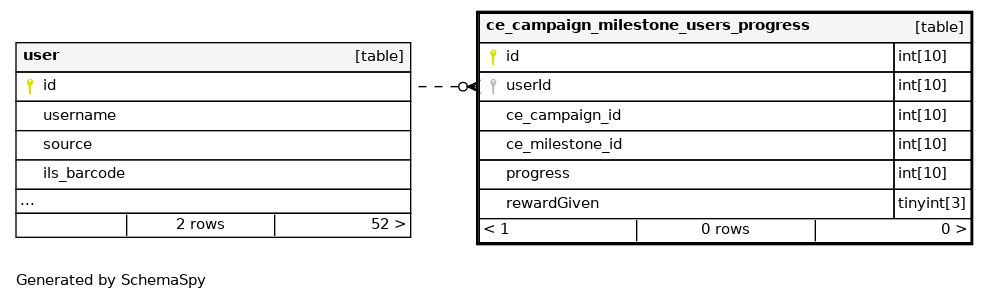 user [table]
id
username
source
ils_barcode
...
2 rows 52 >
ce_campaign_milestone_users_progress [table]
id int[10]
userId int[10]
ce_campaign_id int[10]
ce_milestone_id int[10]
progress int[10]
rewardGiven tinyint[3]
< 1 0 rows 0 >
Generated by SchemaSpy